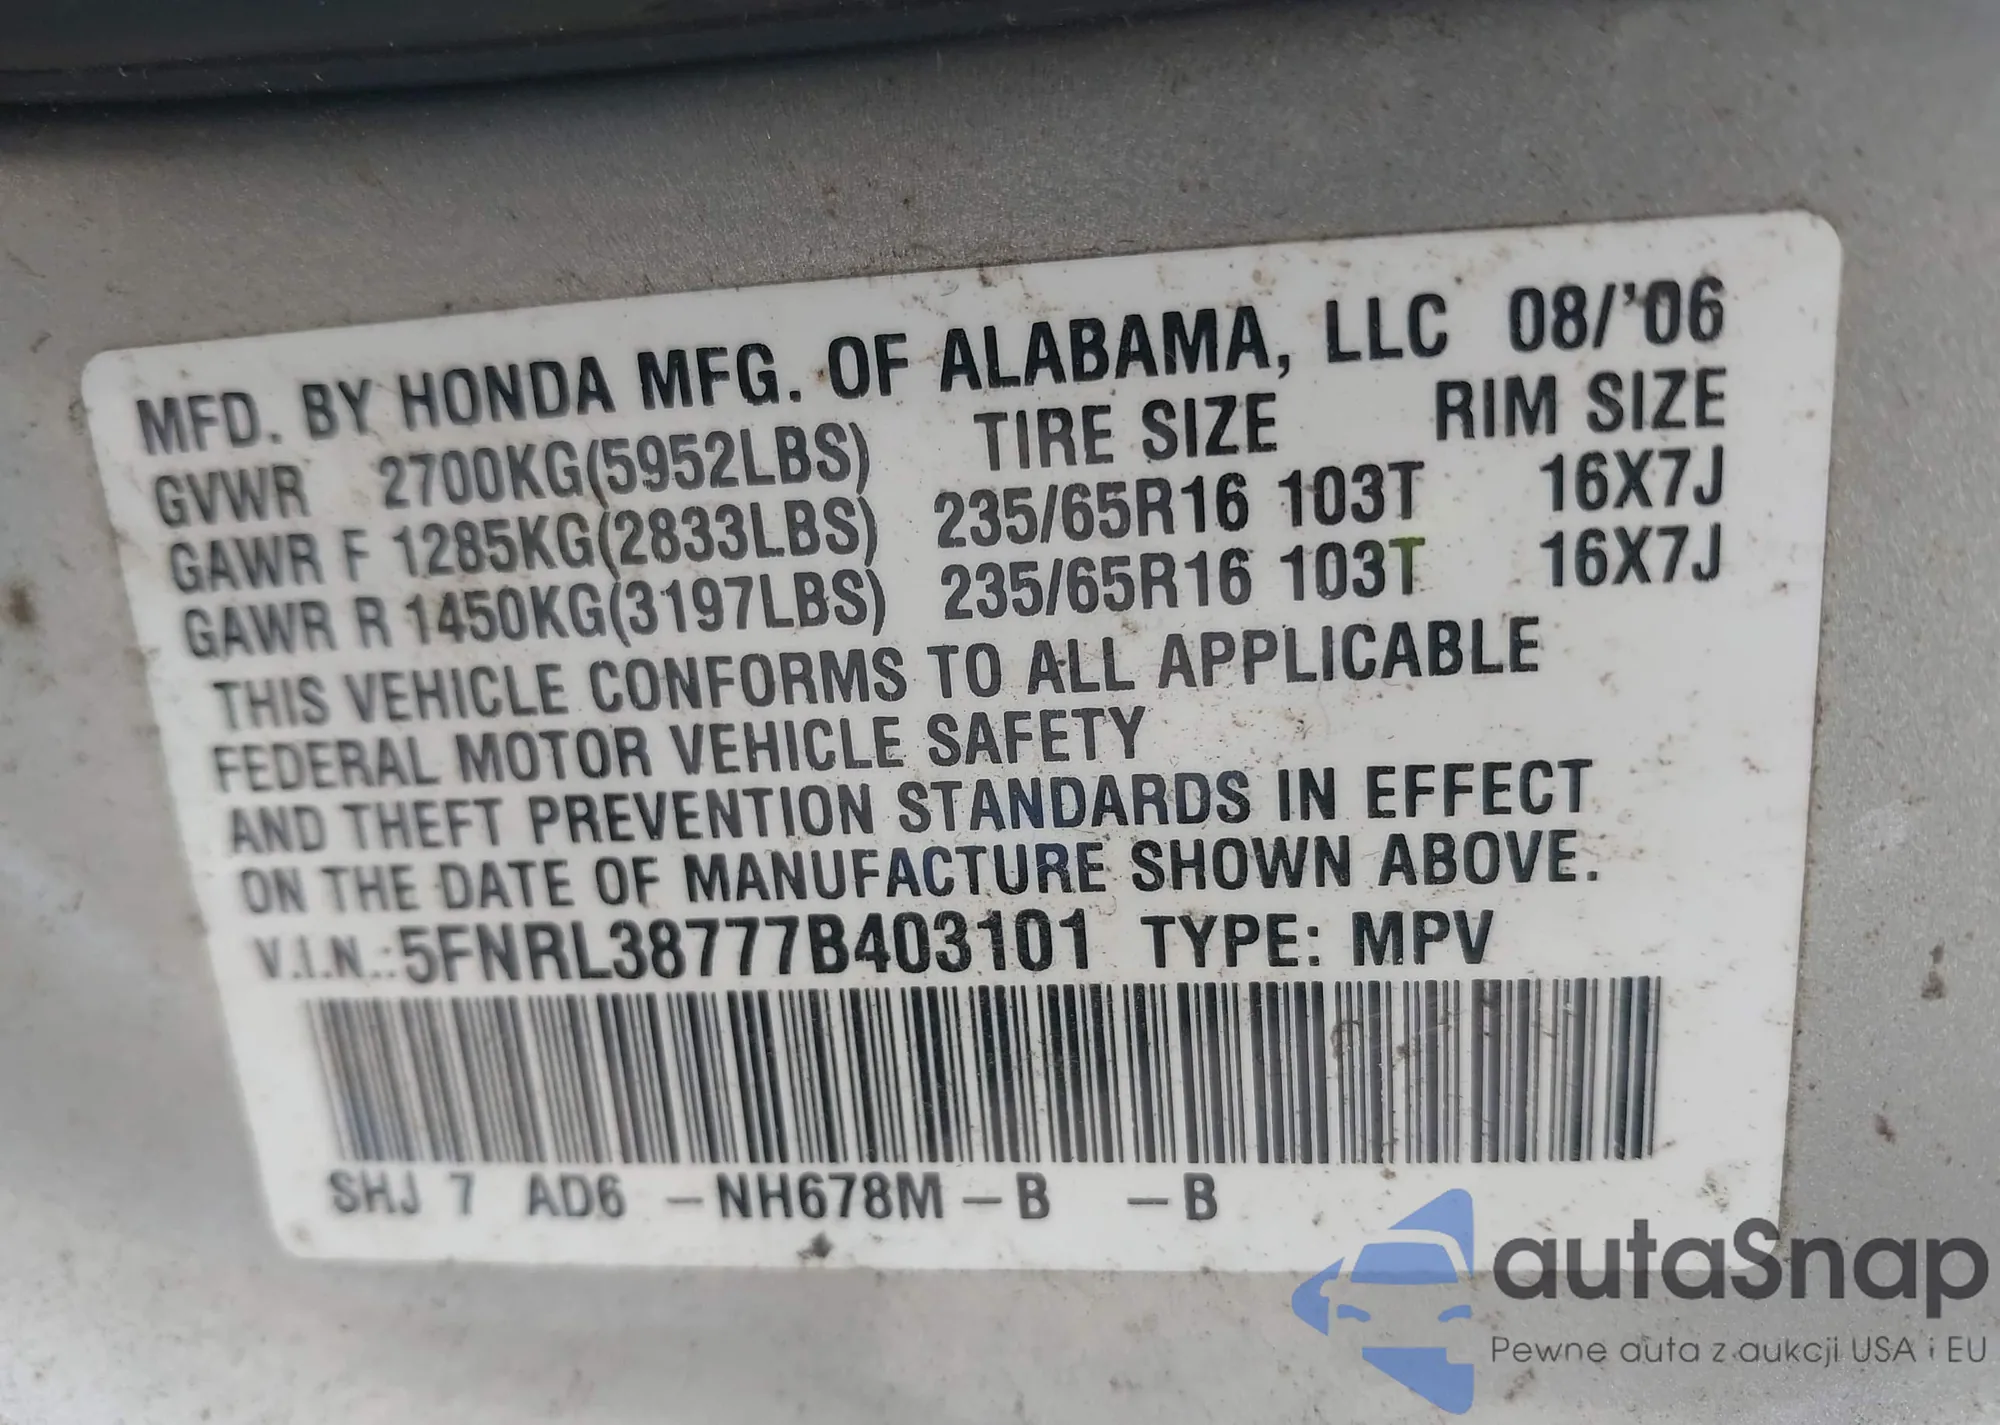 MFD. BY HONDA MFG. OF ALABAMA, LLC 08/'06
GVWR 2700KG(5952LBS) TIRE SIZE RIM SIZE
GAWR F 1285KG(2833LBS) 235/65R16 103T 16X7J
GAWR R 1450KG(3197LBS) 235/65R16 103T 16X7J
THIS VEHICLE CONFORMS TO ALL APPLICABLE
FEDERAL MOTOR VEHICLE SAFETY
AND THEFT PREVENTION STANDARDS IN EFFECT
ON THE DATE OF MANUFACTURE SHOWN ABOVE.
V.I.N.:5FNRL38777B403101 TYPE: MPV
SHJ 7 AD6 -NH678M-B -B
autaSnap
Pewne auta z aukcji USA i EU